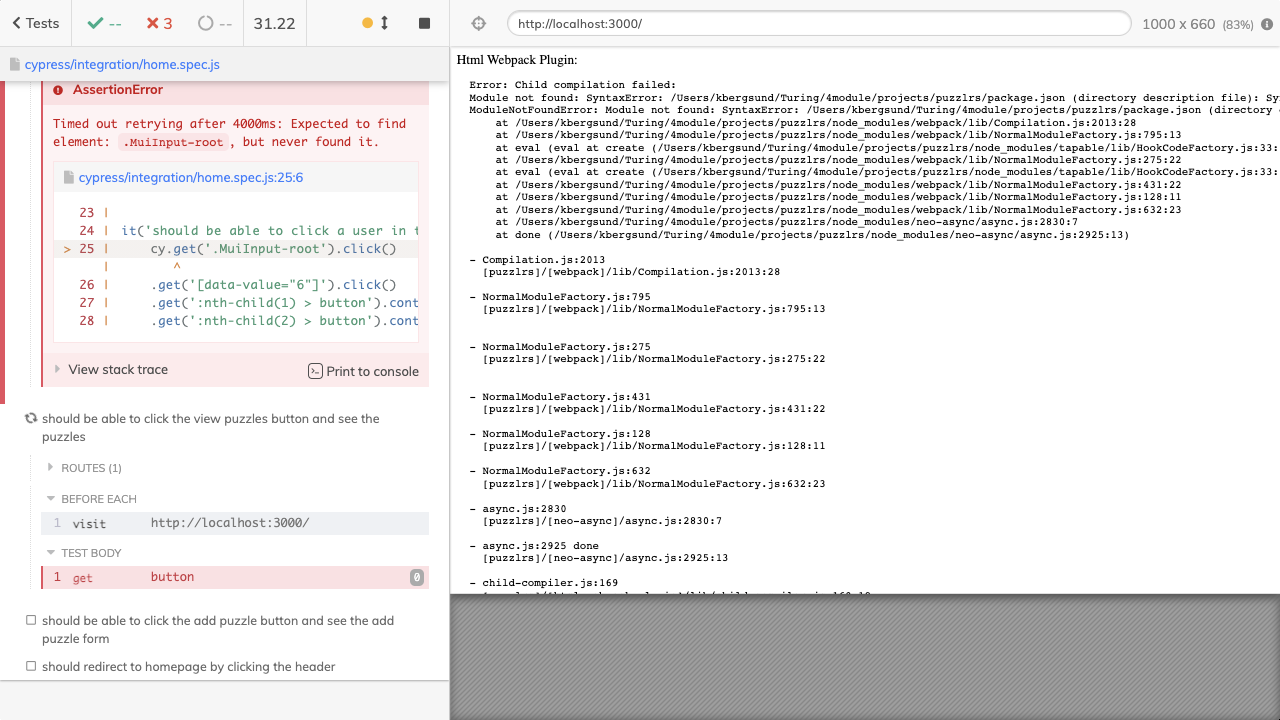 Tests
--
3
--
31.22
http://localhost:3000/
1000 x 660 (83%)
cypress/integration/home.spec.js
AssertionError
Timed out retrying after 4000ms: Expected to find
element: .MuiInput-root, but never found it.
cypress/integration/home.spec.js:25:6
23 |
24 | it('should be able to click a user in t
> 25 | cy.get('.MuiInput-root').click()
| ^
26 | .get('[data-value="6"]').click()
27 | .get(':nth-child(1) > button').cont
28 | .get(':nth-child(2) > button').cont
View stack trace
Print to console
should be able to click the view puzzles button and see the
puzzles
ROUTES (1)
BEFORE EACH
1 visit http://localhost:3000/
TEST BODY
1 get button 0
should be able to click the add puzzle button and see the add
puzzle form
should redirect to homepage by clicking the header
Html Webpack Plugin:
Error: Child compilation failed:
Module not found: SyntaxError: /Users/kbergsund/Turing/4module/projects/puzzlrs/package.json (directory description file): Sy
ModuleNotFoundError: Module not found: SyntaxError: /Users/kbergsund/Turing/4module/projects/puzzlrs/package.json (directory
at /Users/kbergsund/Turing/4module/projects/puzzlrs/node_modules/webpack/lib/Compilation.js:2013:28
at /Users/kbergsund/Turing/4module/projects/puzzlrs/node_modules/webpack/lib/NormalModuleFactory.js:795:13
at eval (eval at create (/Users/kbergsund/Turing/4module/projects/puzzlrs/node_modules/tapable/lib/HookCodeFactory.js:33:
at /Users/kbergsund/Turing/4module/projects/puzzlrs/node_modules/webpack/lib/NormalModuleFactory.js:275:22
at eval (eval at create (/Users/kbergsund/Turing/4module/projects/puzzlrs/node_modules/tapable/lib/HookCodeFactory.js:33:
at /Users/kbergsund/Turing/4module/projects/puzzlrs/node_modules/webpack/lib/NormalModuleFactory.js:431:22
at /Users/kbergsund/Turing/4module/projects/puzzlrs/node_modules/webpack/lib/NormalModuleFactory.js:128:11
at /Users/kbergsund/Turing/4module/projects/puzzlrs/node_modules/webpack/lib/NormalModuleFactory.js:632:23
at /Users/kbergsund/Turing/4module/projects/puzzlrs/node_modules/neo-async/async.js:2830:7
at done (/Users/kbergsund/Turing/4module/projects/puzzlrs/node_modules/neo-async/async.js:2925:13)
- Compilation.js:2013
[puzzlrs]/[webpack]/lib/Compilation.js:2013:28
- NormalModuleFactory.js:795
[puzzlrs]/[webpack]/lib/NormalModuleFactory.js:795:13
- NormalModuleFactory.js:275
[puzzlrs]/[webpack]/lib/NormalModuleFactory.js:275:22
- NormalModuleFactory.js:431
[puzzlrs]/[webpack]/lib/NormalModuleFactory.js:431:22
- NormalModuleFactory.js:128
[puzzlrs]/[webpack]/lib/NormalModuleFactory.js:128:11
- NormalModuleFactory.js:632
[puzzlrs]/[webpack]/lib/NormalModuleFactory.js:632:23
- async.js:2830
[puzzlrs]/[neo-async]/async.js:2830:7
- async.js:2925 done
[puzzlrs]/[neo-async]/async.js:2925:13
- child-compiler.js:169